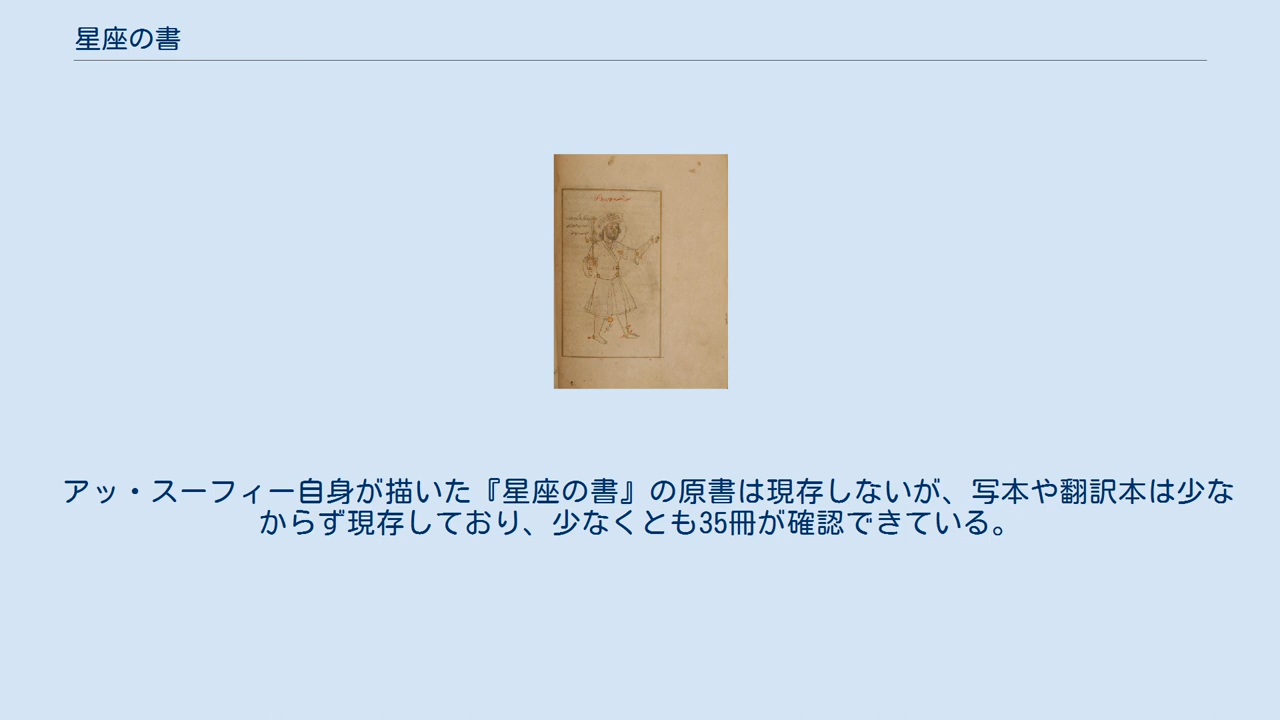 星座の書
アッ・スーフィー自身が描いた『星座の書』の原書は現存しないが、写本や翻訳本は少な
からず現存しており、少なくとも35冊が確認できている。